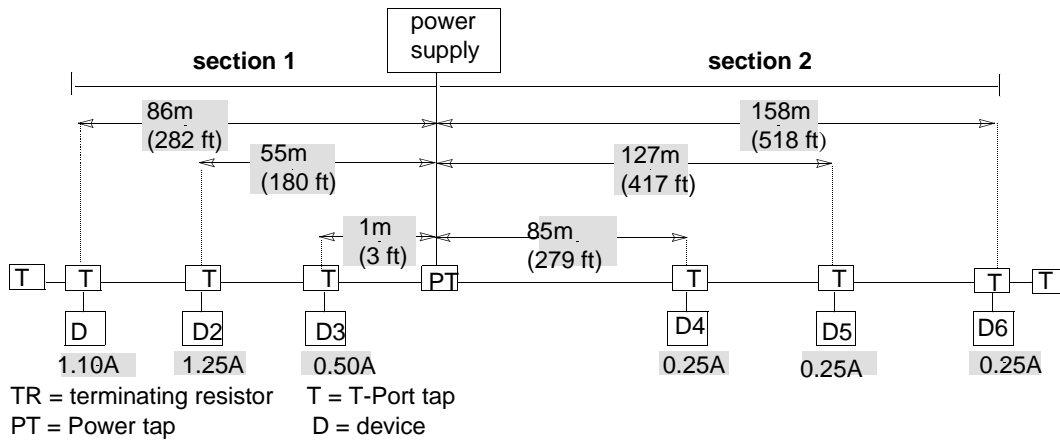 power
supply
section 1
section 2
86m
(282 ft)
158m
(518 ft)
55m
(180 ft)
127m
(417 ft)
1m
(3 ft)
85m
(279 ft)
T
T
T
T
PT
T
T
T
T
D
D2
D3
D4
D5
D6
1.10A
1.25A
0.50A
0.25A
0.25A
0.25A
TR = terminating resistor
T = T-Port tap
PT = Power tap
D = device